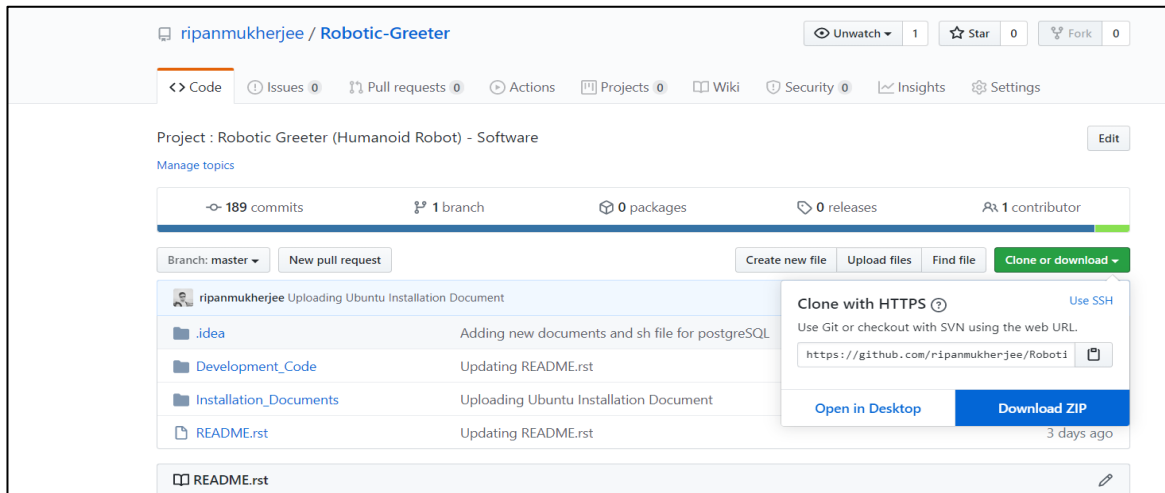 ripanmukherjee / Robotic-Greeter
Unwatch 1 Star 0 Fork 0
Code Issues 0 Pull requests 0 Actions Projects 0 Wiki Security 0 Insights Settings
Project : Robotic Greeter (Humanoid Robot) - Software
Edit
Manage topics
189 commits 1 branch 0 packages 0 releases 1 contributor
Branch: master New pull request Create new file Upload files Find file Clone or download
ripanmukherjee Uploading Ubuntu Installation Document
Clone with HTTPS Use SSH
Use Git or checkout with SVN using the web URL.
https://github.com/ripanmukherjee/Roboti
Open in Desktop Download ZIP
.idea Adding new documents and sh file for postgreSQL
Development_Code Updating README.rst
Installation_Documents Uploading Ubuntu Installation Document
README.rst Updating README.rst 3 days ago
README.rst